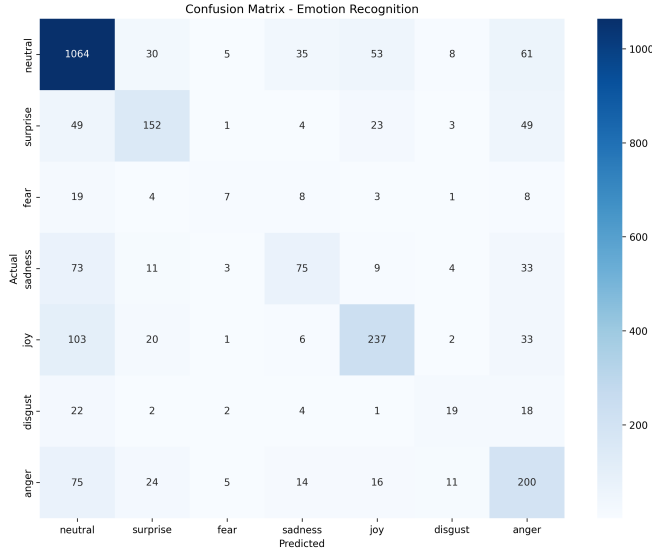 Confusion Matrix - Emotion Recognition
neutral 1064 30 5 35 53 8 61
surprise 49 152 1 4 23 3 49
fear 19 4 7 8 3 1 8
sadness 73 11 3 75 9 4 33
joy 103 20 1 6 237 2 33
disgust 22 2 2 4 1 19 18
anger 75 24 5 14 16 11 200
neutral surprise fear sadness joy disgust anger
Predicted
Actual
1000
800
600
400
200